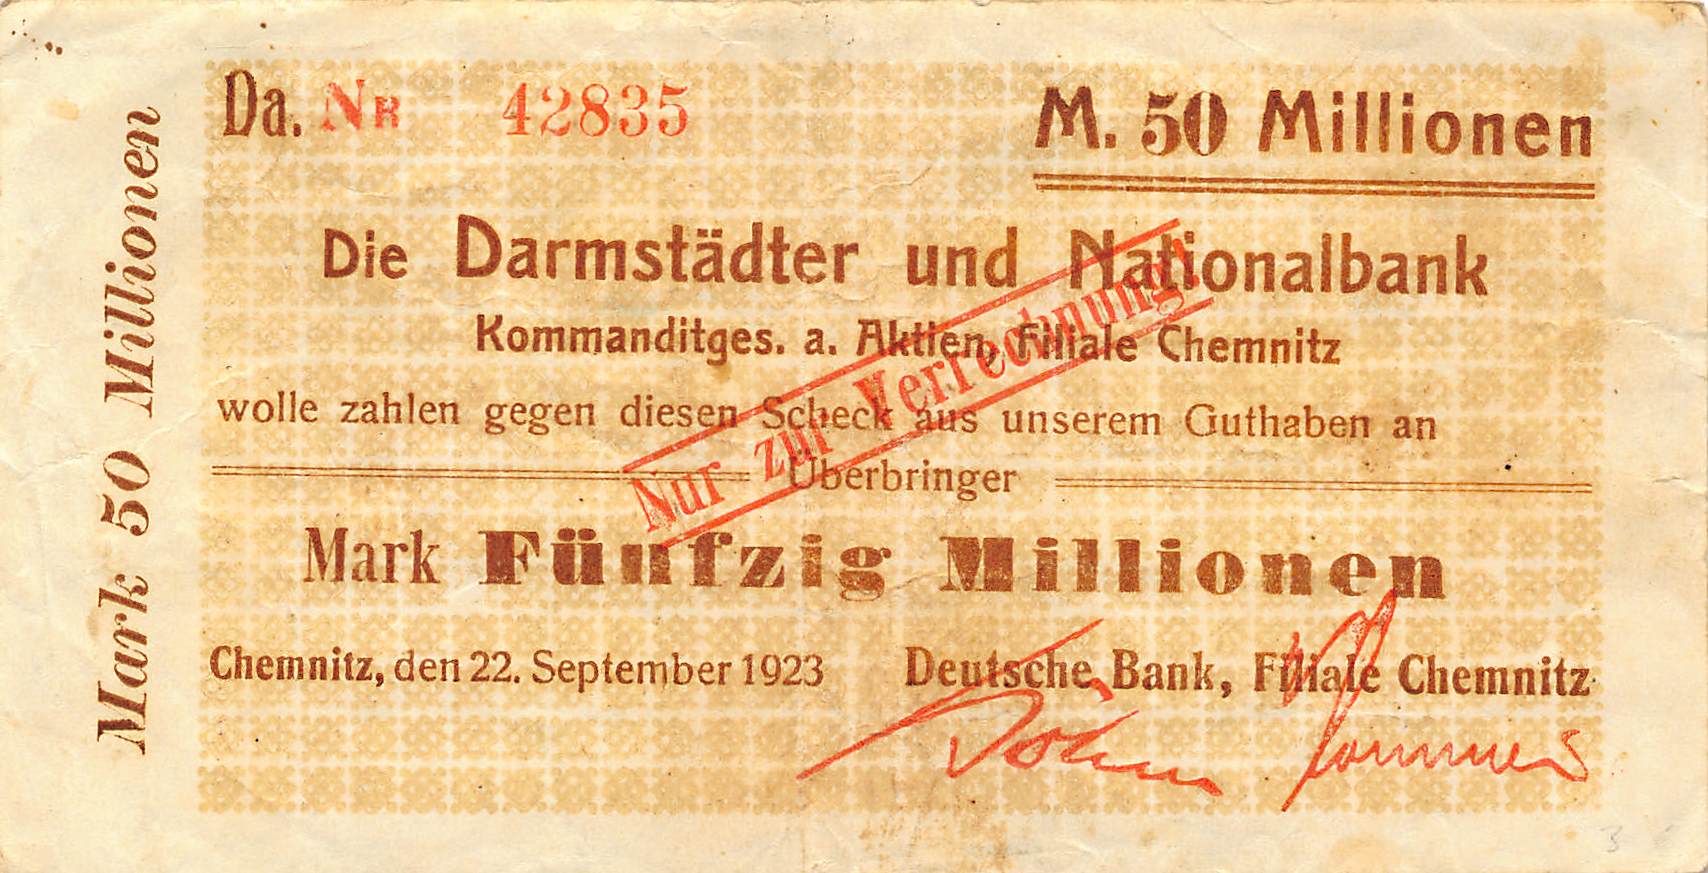 Mark 50 Millionen
Da. NR 42835
M. 50 Millionen
Die Darmstädter und Nationalbank
Kommanditges. a. Aktien, Filiale Chemnitz
wolle zahlen gegen diesen Scheck aus unserem Guthaben an
Überbringer
Nur zur Verrechnung!
Mark Fünfzig Millionen
Chemnitz, den 22. September 1923
Deutsche Bank, Filiale Chemnitz
3